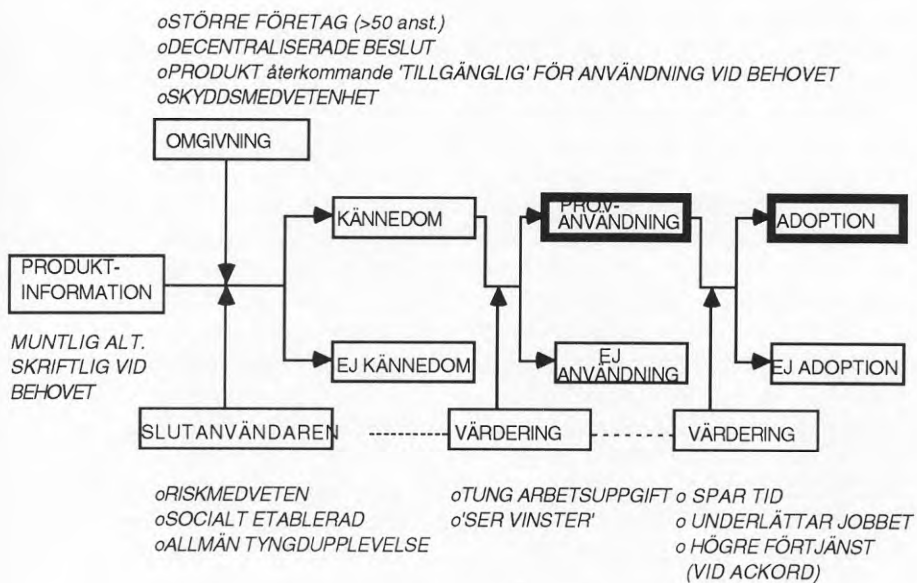 oSTÖRRE FÖRETAG (>50 anst.)
oDECENTRALISERADE BESLUT
oPRODUKT återkommande 'TILLGÄNGLIG' FÖR ANVÄNDNING VID BEHOVET
oSKYDDSMEDVETENHET
OMGIVNING
KÄNNEDOM
PROV-
ANVÄNDNING
ADOPTION
PRODUKT-
INFORMATION
MUNTLIG ALT.
SKRIFTLIG VID
BEHOVET
EJ KÄNNEDOM
EJ
ANVÄNDNING
EJ ADOPTION
SLUTANVÄNDAREN
VÄRDERING
VÄRDERING
oRISKMEDVETEN
oSOCIALT ETABLERAD
oALLMÄN TYNGDUPPLEVELSE
oTUNG ARBETSUPPGIFT
o'SER VINSTER'
o SPAR TID
o UNDERLÄTTAR JOBBET
o HÖGRE FÖRTJÄNST
(VID ACKORD)